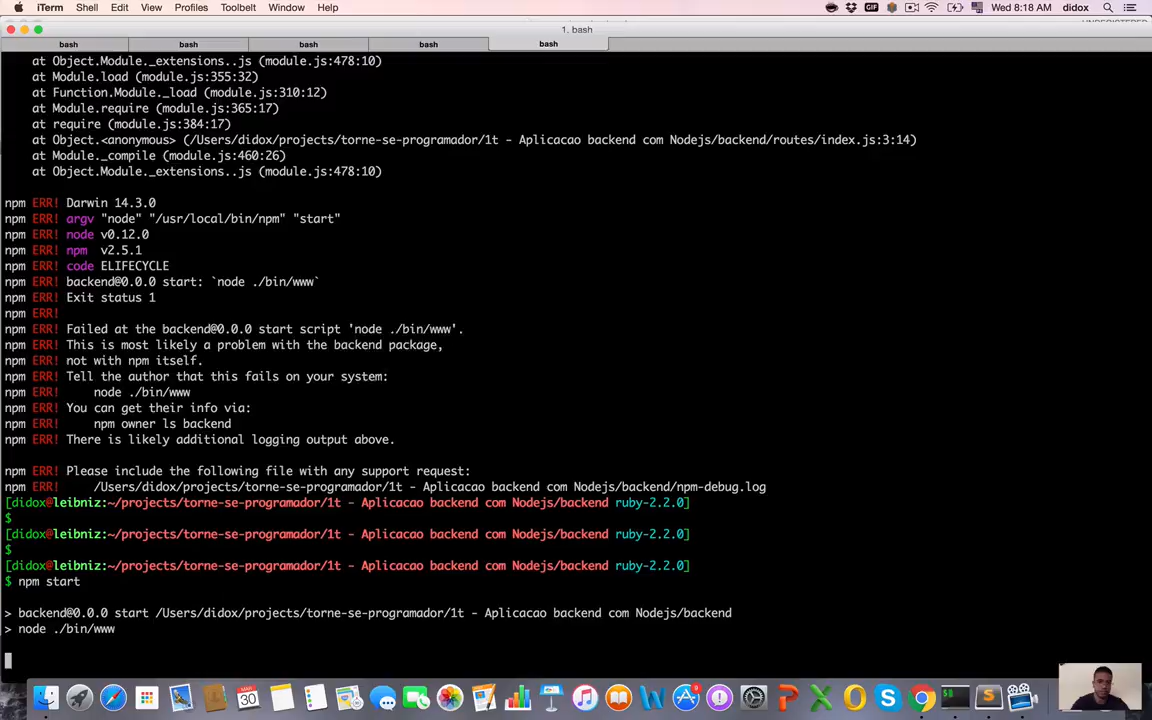 iTerm Shell Edit View Profiles Toolbelt Window Help
GIF Wed 8:18 AM didox
1. bash
bash bash bash bash bash
at Object.Module._extensions..js (module.js:478:10)
at Module.load (module.js:355:32)
at Function.Module._load (module.js:310:12)
at Module.require (module.js:365:17)
at require (module.js:384:17)
at Object.<anonymous> (/Users/didox/projects/torne-se-programador/1t - Aplicacao backend com Nodejs/backend/routes/index.js:3:14)
at Module._compile (module.js:460:26)
at Object.Module._extensions..js (module.js:478:10)
npm ERR! Darwin 14.3.0
npm ERR! argv "node" "/usr/local/bin/npm" "start"
npm ERR! node v0.12.0
npm ERR! npm  v2.5.1
npm ERR! code ELIFECYCLE
npm ERR! backend@0.0.0 start: `node ./bin/www`
npm ERR! Exit status 1
npm ERR!
npm ERR! Failed at the backend@0.0.0 start script 'node ./bin/www'.
npm ERR! This is most likely a problem with the backend package,
npm ERR! not with npm itself.
npm ERR! Tell the author that this fails on your system:
npm ERR!     node ./bin/www
npm ERR! You can get their info via:
npm ERR!     npm owner ls backend
npm ERR! There is likely additional logging output above.
npm ERR! Please include the following file with any support request:
npm ERR!     /Users/didox/projects/torne-se-programador/1t - Aplicacao backend com Nodejs/backend/npm-debug.log
[didox@leibniz:~/projects/torne-se-programador/1t - Aplicacao backend com Nodejs/backend ruby-2.2.0]
$
[didox@leibniz:~/projects/torne-se-programador/1t - Aplicacao backend com Nodejs/backend ruby-2.2.0]
$
[didox@leibniz:~/projects/torne-se-programador/1t - Aplicacao backend com Nodejs/backend ruby-2.2.0]
$ npm start
> backend@0.0.0 start /Users/didox/projects/torne-se-programador/1t - Aplicacao backend com Nodejs/backend
> node ./bin/www
30